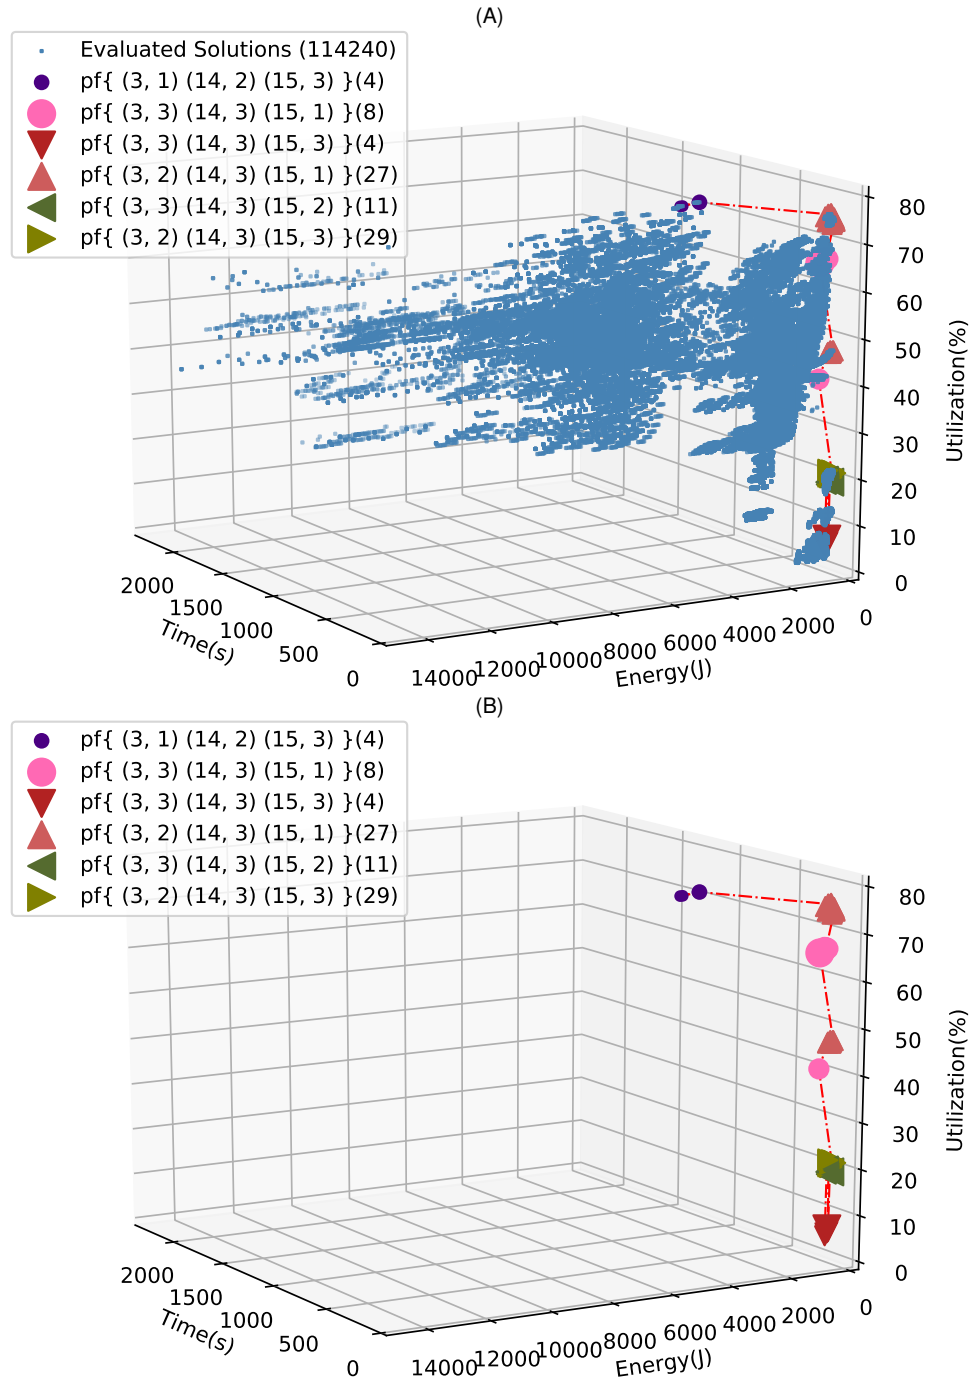 (A)
Evaluated Solutions (114240)
pf{ (3, 1) (14, 2) (15, 3) }(4)
pf{ (3, 3) (14, 3) (15, 1) }(8)
pf{ (3, 3) (14, 3) (15, 3) }(4)
pf{ (3, 2) (14, 3) (15, 1) }(27)
pf{ (3, 3) (14, 3) (15, 2) }(11)
pf{ (3, 2) (14, 3) (15, 3) }(29)
80
70
60
50
40
30
20
10
0
Utilization(%)
2000
1500
1000
500
0
Time(s)
14000
12000
10000
8000
6000
4000
2000
0
Energy(J)
(B)
pf{ (3, 1) (14, 2) (15, 3) }(4)
pf{ (3, 3) (14, 3) (15, 1) }(8)
pf{ (3, 3) (14, 3) (15, 3) }(4)
pf{ (3, 2) (14, 3) (15, 1) }(27)
pf{ (3, 3) (14, 3) (15, 2) }(11)
pf{ (3, 2) (14, 3) (15, 3) }(29)
80
70
60
50
40
30
20
10
0
Utilization(%)
2000
1500
1000
500
0
Time(s)
14000
12000
10000
8000
6000
4000
2000
0
Energy(J)